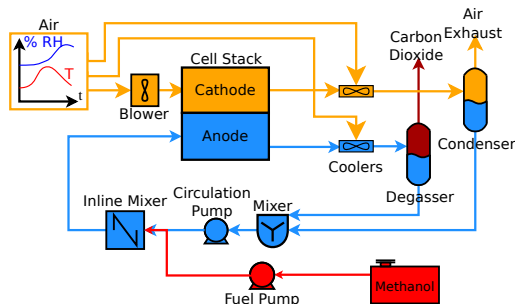 Air
% RH
T
t
Blower
Cell Stack
Cathode
Anode
Coolers
Carbon
Dioxide
Air
Exhaust
Condenser
Degasser
Inline Mixer
Circulation
Pump
Mixer
Fuel Pump
Methanol